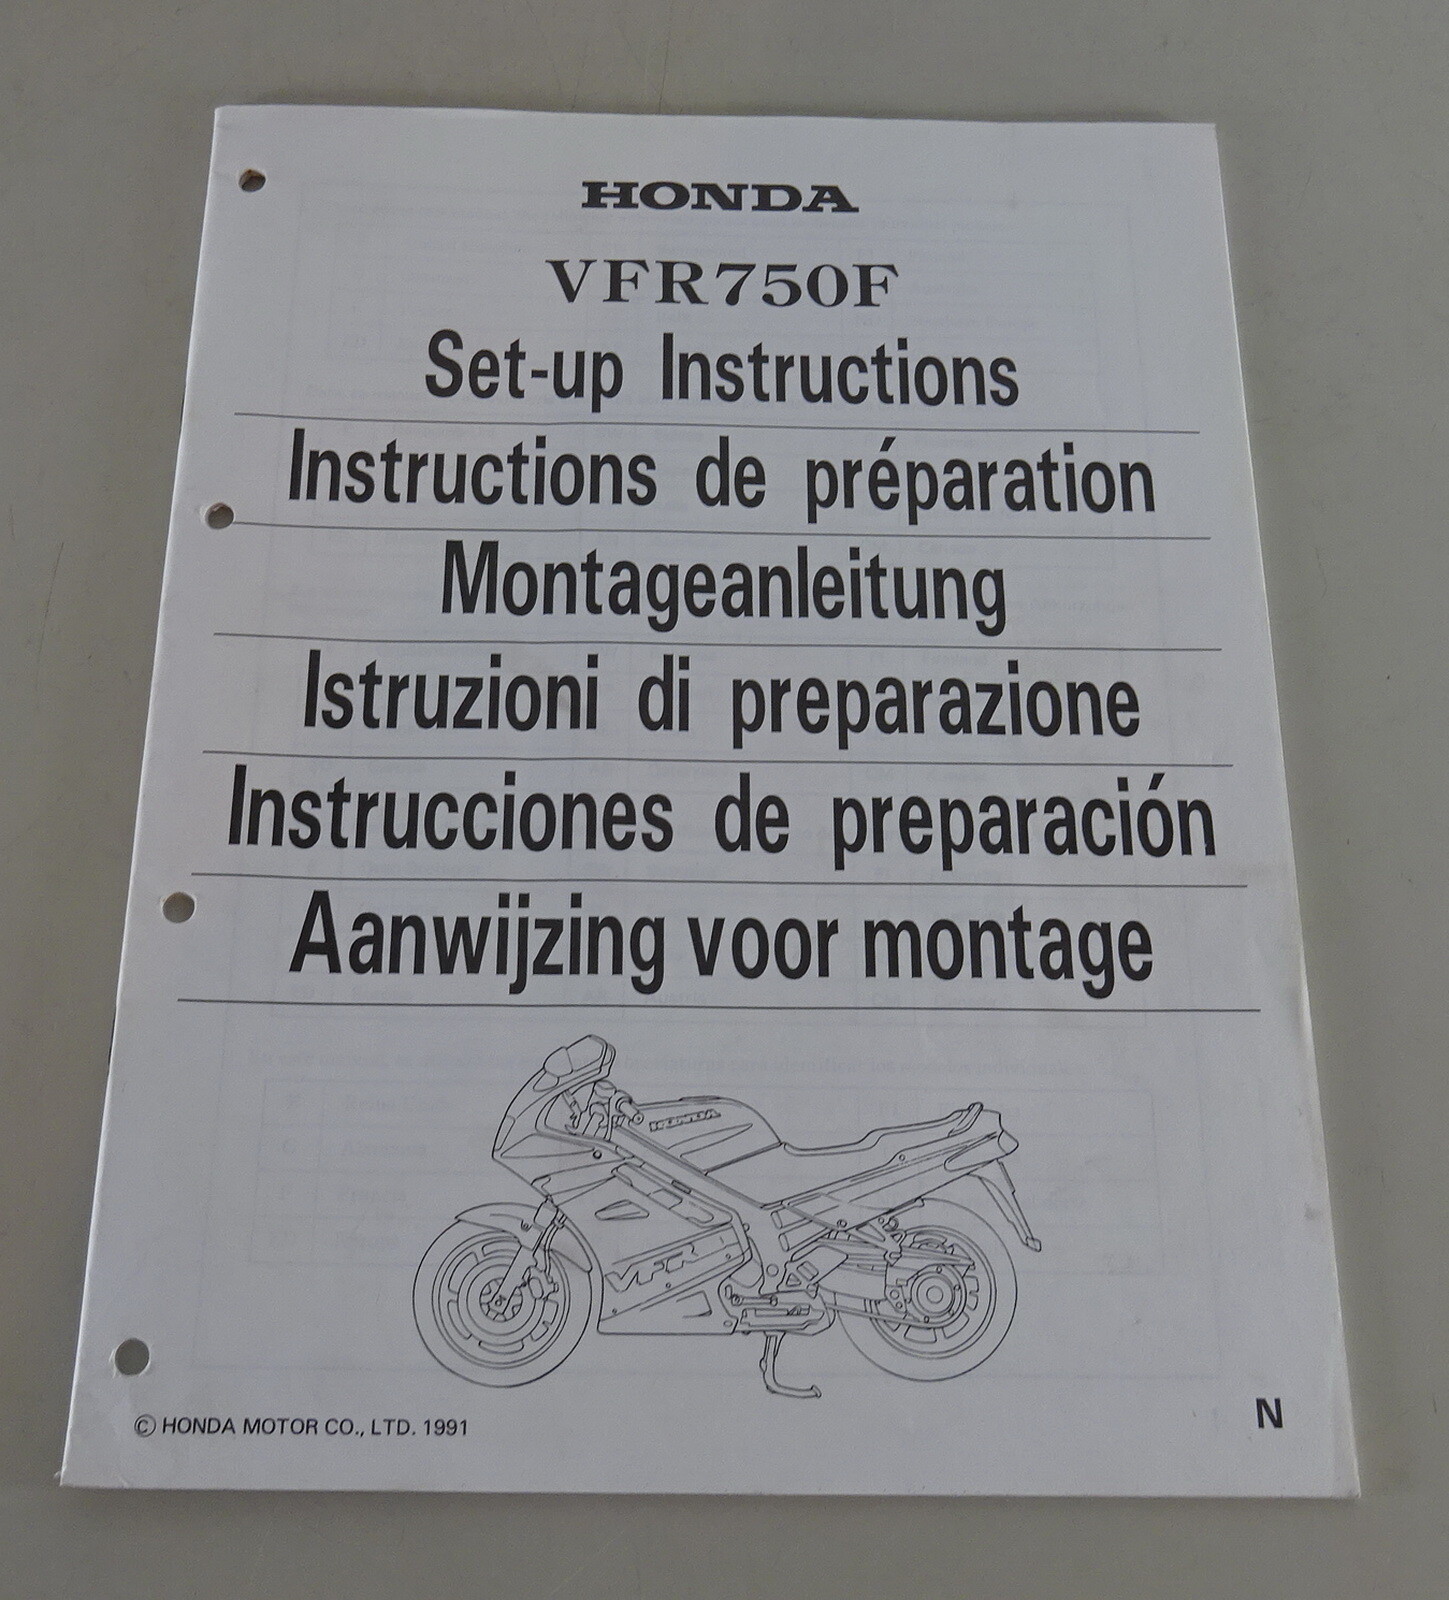 HONDA
VFR750F
Set-up Instructions
Instructions de préparation
Montageanleitung
Istruzioni di preparazione
Instrucciones de preparación
Aanwijzing voor montage
HONDA
VFR
© HONDA MOTOR CO., LTD. 1991
N